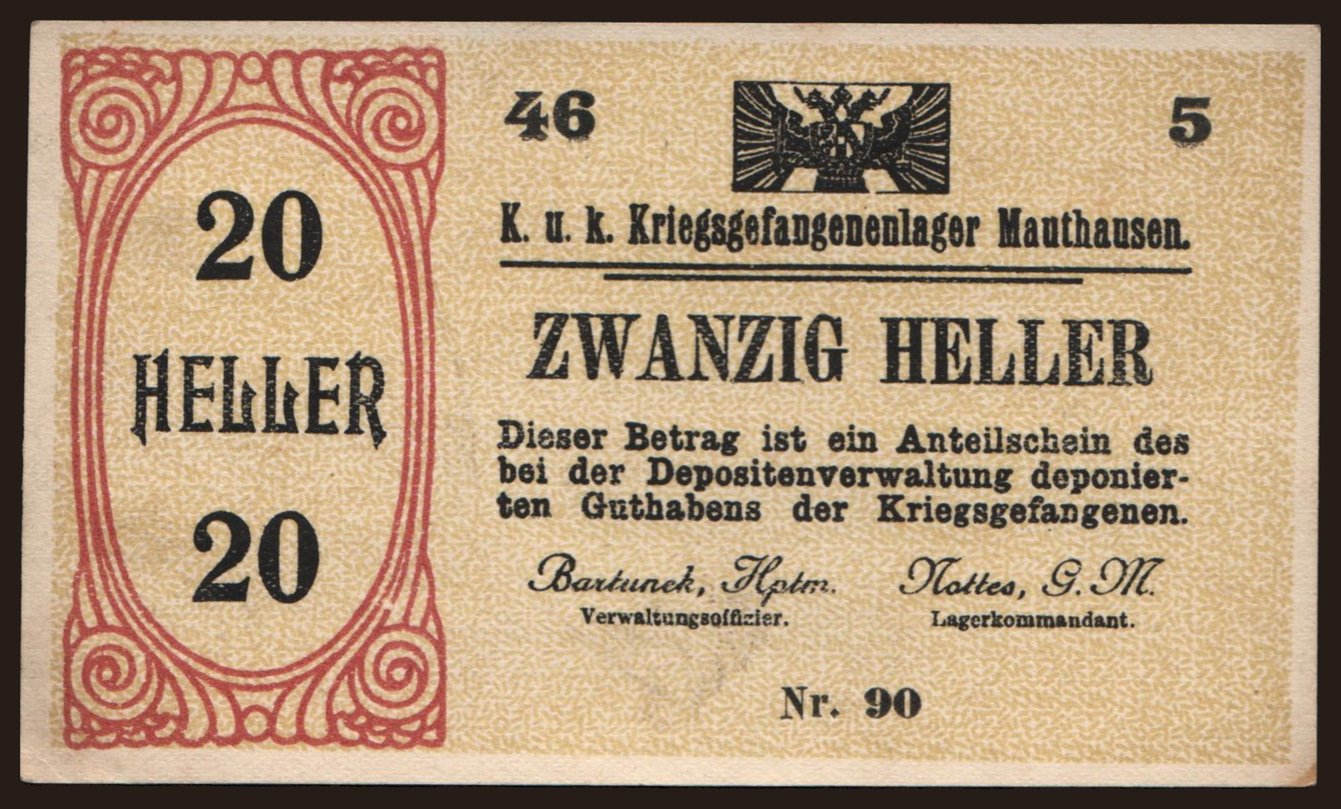 46 5
K. u. k. Kriegsgefangenenlager Mauthausen.
20
HELLER
20
ZWANZIG HELLER
Dieser Betrag ist ein Anteilschein des
bei der Depositenverwaltung deponier-
ten Guthabens der Kriegsgefangenen.
Bartunek, Hptm. Nottes, G. M.
Verwaltungsoffizier. Lagerkommandant.
Nr. 90